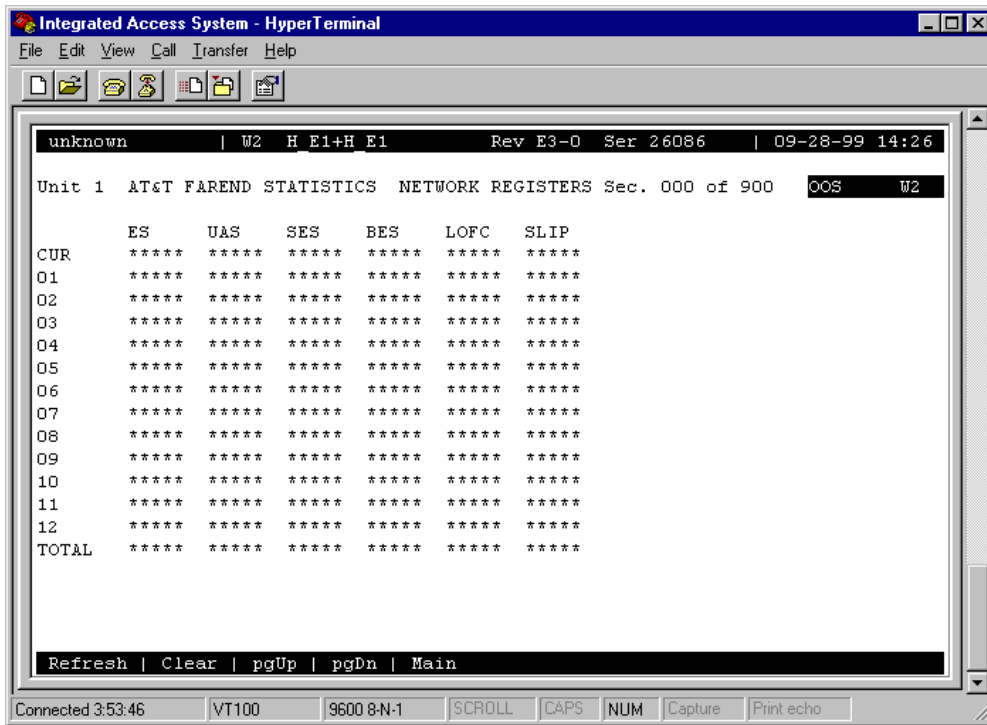 Integrated Access System - HyperTerminal
File Edit View Call Transfer Help
unknown | W2 H_E1+H_E1 Rev E3-0 Ser 26086 | 09-28-99 14:26
Unit 1 AT&T FAREND STATISTICS NETWORK REGISTERS Sec. 000 of 900 OOS W2
ES UAS SES BES LOFC SLIP
CUR ***** ***** ***** ***** ***** *****
01 ***** ***** ***** ***** ***** *****
02 ***** ***** ***** ***** ***** *****
03 ***** ***** ***** ***** ***** *****
04 ***** ***** ***** ***** ***** *****
05 ***** ***** ***** ***** ***** *****
06 ***** ***** ***** ***** ***** *****
07 ***** ***** ***** ***** ***** *****
08 ***** ***** ***** ***** ***** *****
09 ***** ***** ***** ***** ***** *****
10 ***** ***** ***** ***** ***** *****
11 ***** ***** ***** ***** ***** *****
12 ***** ***** ***** ***** ***** *****
TOTAL ***** ***** ***** ***** ***** *****
Refresh | Clear | pgUp | pgDn | Main
Connected 3:53:46 VT100 9600 8-N-1 SCROLL CAPS NUM Capture Print echo